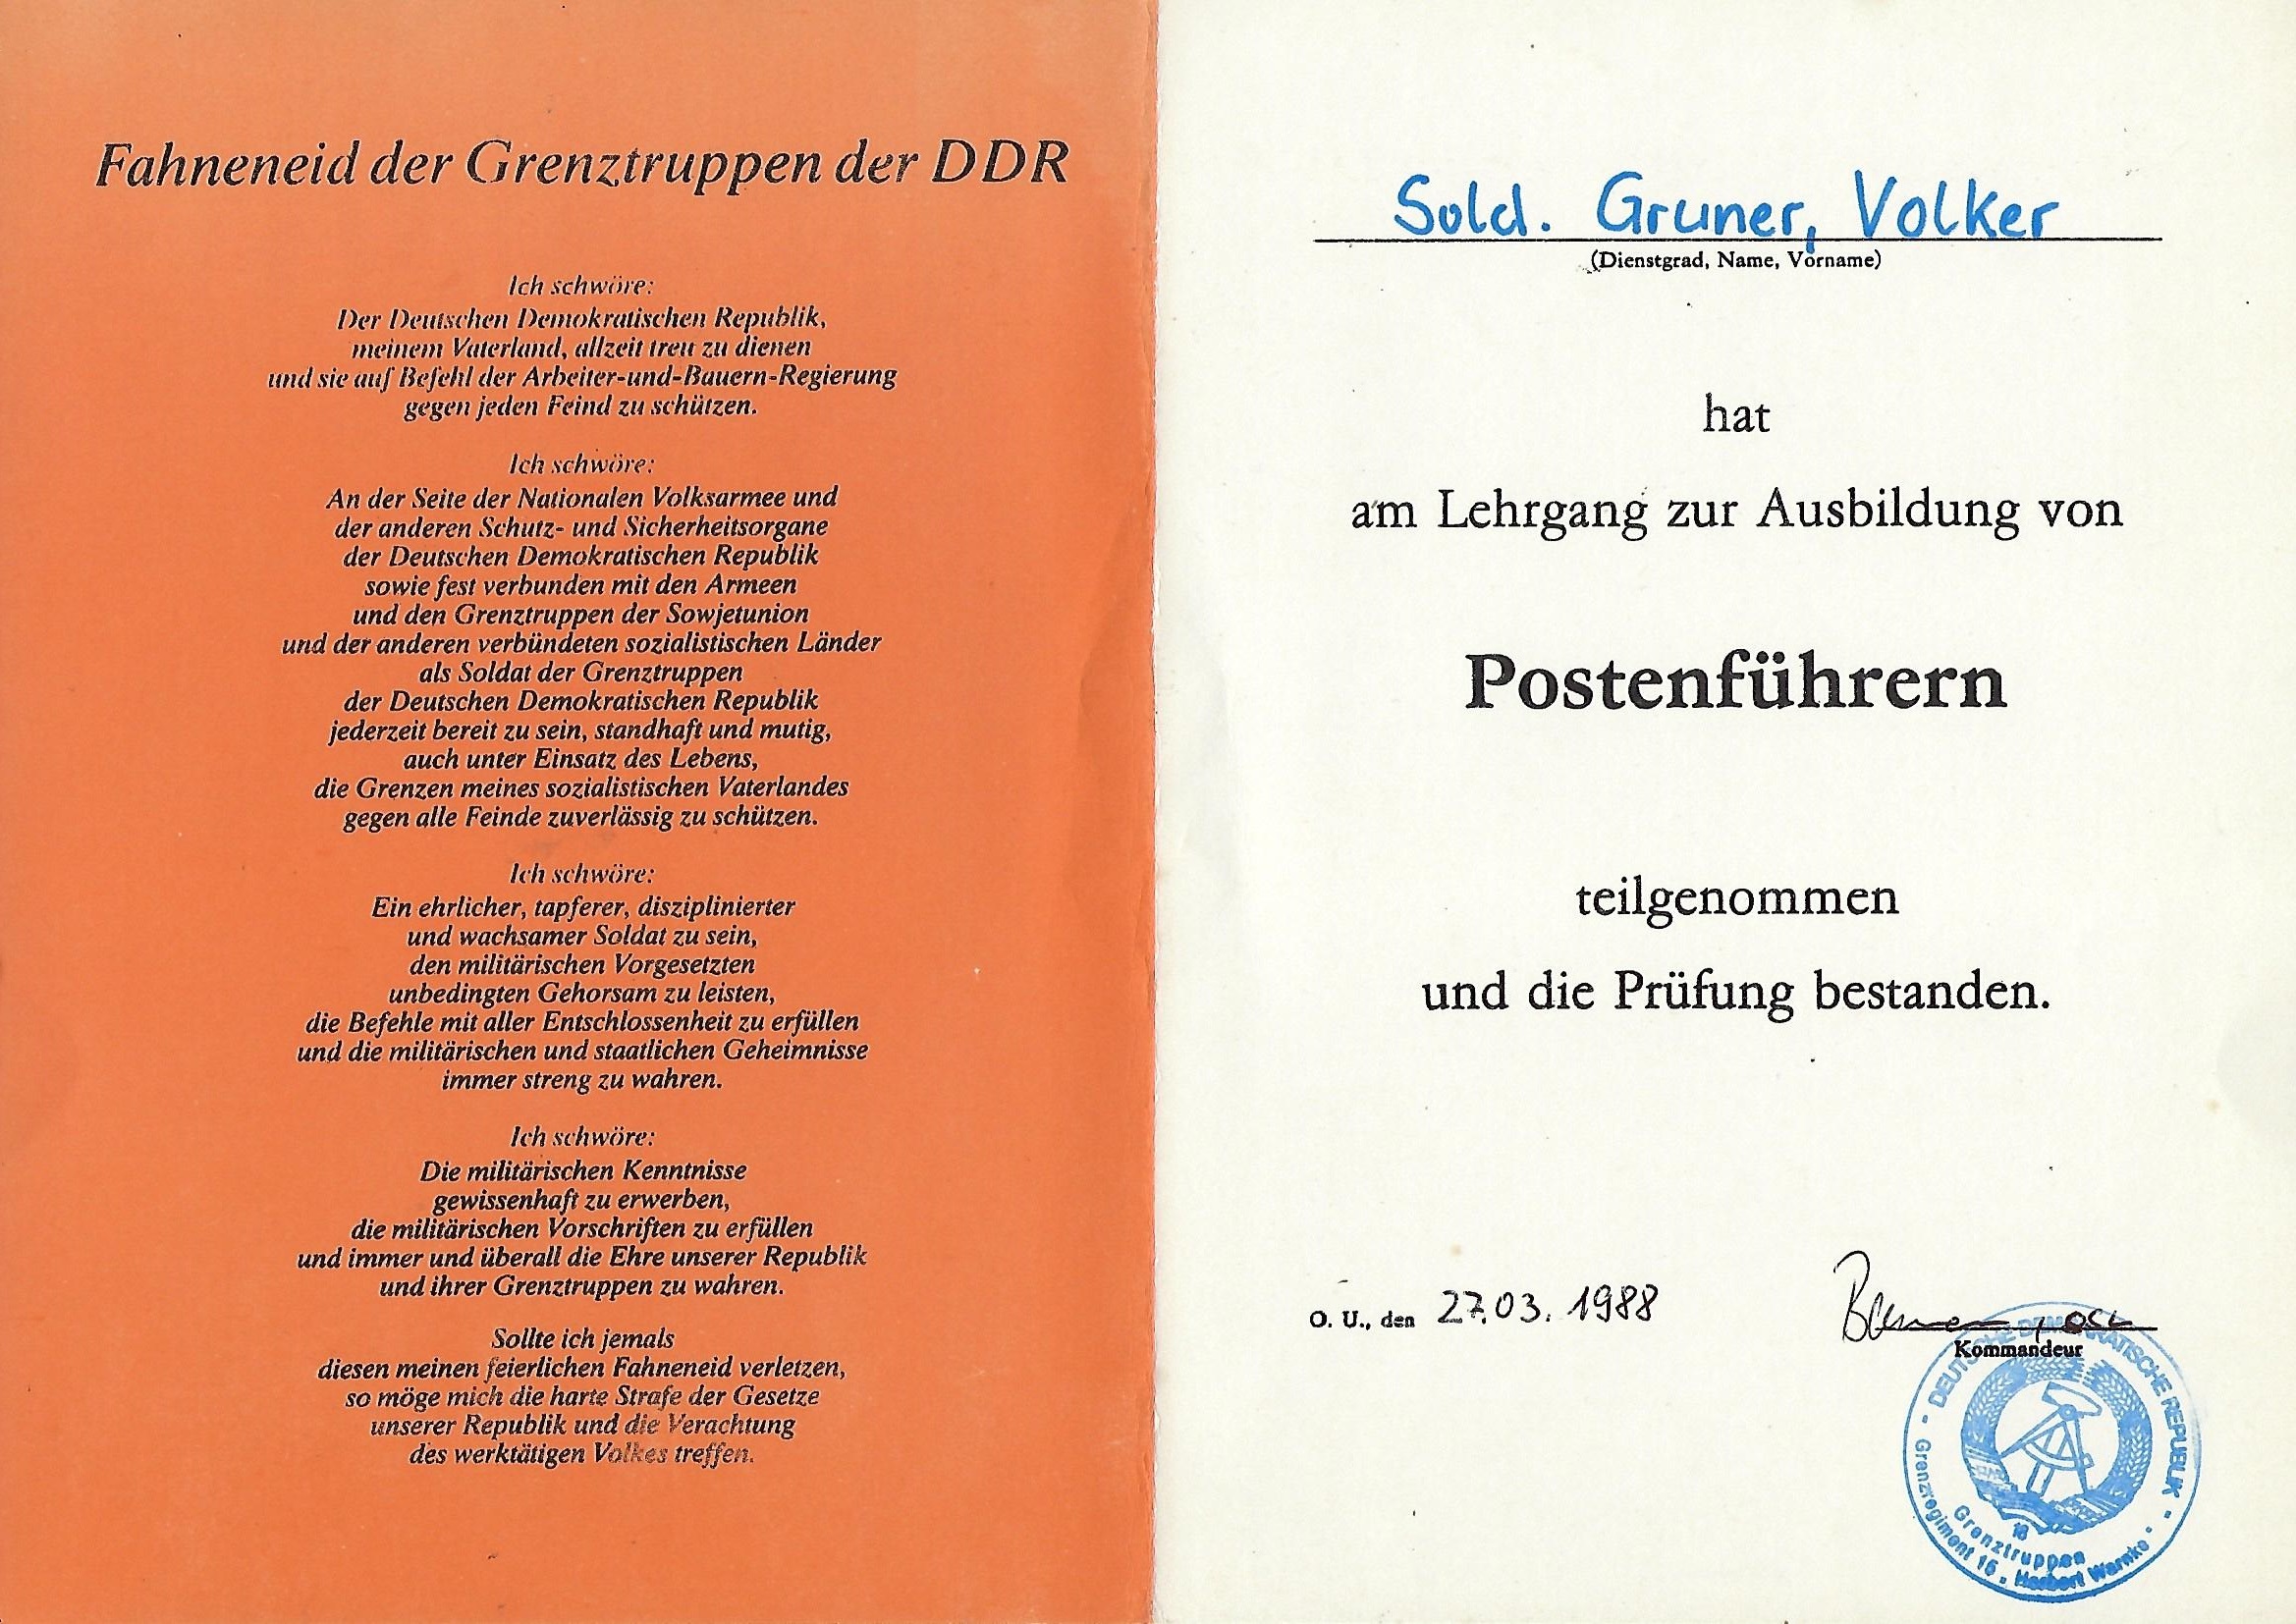 Fahneneid der Grenztruppen der DDR
Ich schwöre:
Der Deutschen Demokratischen Republik,
meinem Vaterland, allzeit treu zu dienen
und sie auf Befehl der Arbeiter-und-Bauern-Regierung
gegen jeden Feind zu schützen.
Ich schwöre:
An der Seite der Nationalen Volksarmee und
der anderen Schutz- und Sicherheitsorgane
der Deutschen Demokratischen Republik
sowie fest verbunden mit den Armeen
und den Grenztruppen der Sowjetunion
und der anderen verbündeten sozialistischen Länder
als Soldat der Grenztruppen
der Deutschen Demokratischen Republik
jederzeit bereit zu sein, standhaft und mutig,
auch unter Einsatz des Lebens,
die Grenzen meines sozialistischen Vaterlandes
gegen alle Feinde zuverlässig zu schützen.
Ich schwöre:
Ein ehrlicher, tapferer, disziplinierter
und wachsamer Soldat zu sein,
den militärischen Vorgesetzten
unbedingten Gehorsam zu leisten,
die Befehle mit aller Entschlossenheit zu erfüllen
und die militärischen und staatlichen Geheimnisse
immer streng zu wahren.
Ich schwöre:
Die militärischen Kenntnisse
gewissenhaft zu erwerben,
die militärischen Vorschriften zu erfüllen
und immer und überall die Ehre unserer Republik
und ihrer Grenztruppen zu wahren.
Sollte ich jemals
diesen meinen feierlichen Fahneneid verletzen,
so möge mich die harte Strafe der Gesetze
unserer Republik und die Verachtung
des werktätigen Volkes treffen.
Sold. Gruner, Volker
(Dienstgrad, Name, Vorname)
hat
am Lehrgang zur Ausbildung von
Postenführern
teilgenommen
und die Prüfung bestanden.
O. U., den 27.03.1988
Kommandeur
DEUTSCHE DEMOKRATISCHE REPUBLIK
18
Grenztruppen
Grenzregiment 16 „Herbert Warnke"